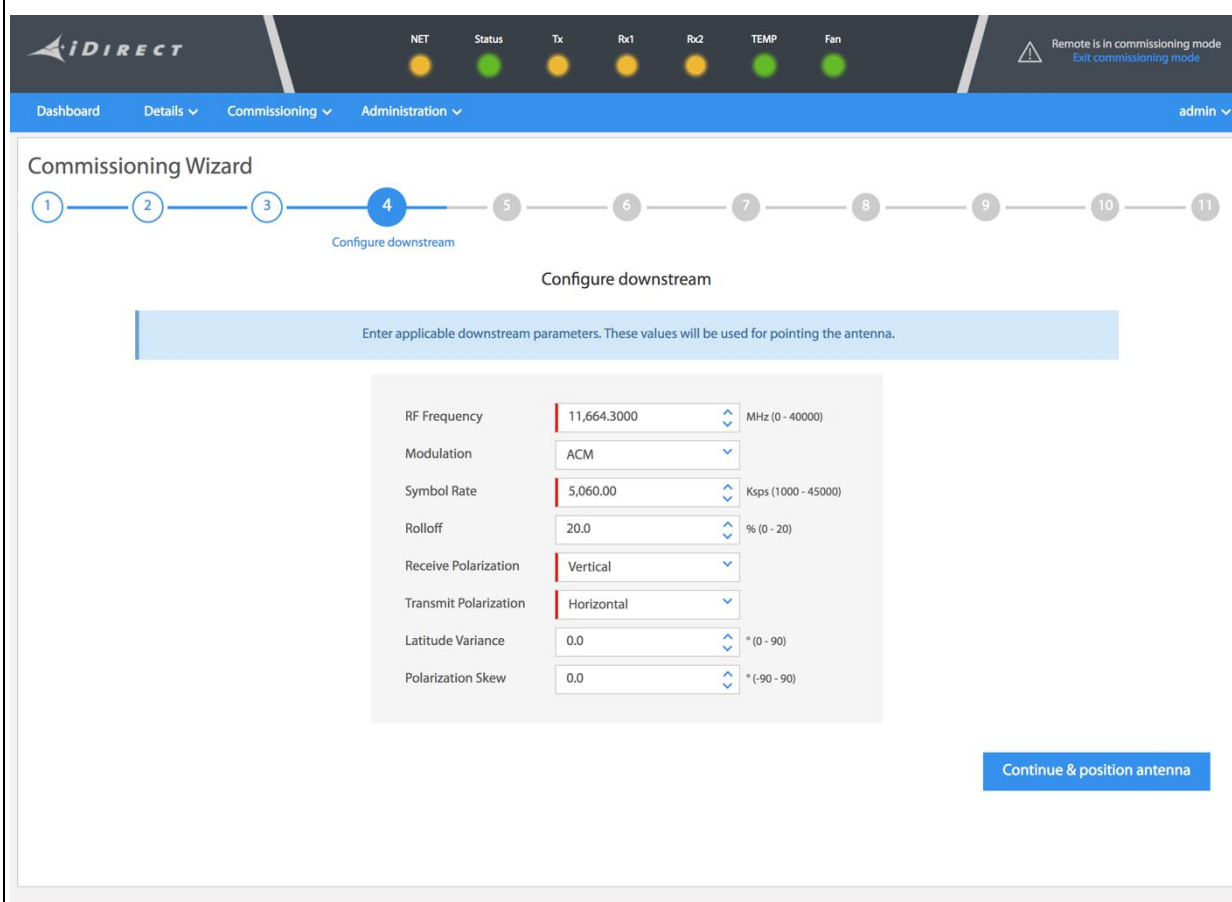 iDIRECT
NET Status Tx Rx1 Rx2 TEMP Fan
Remote is in commissioning mode
Exit commissioning mode
Dashboard Details Commissioning Administration admin
Commissioning Wizard
1 2 3 4 5 6 7 8 9 10 11
Configure downstream
Configure downstream
Enter applicable downstream parameters. These values will be used for pointing the antenna.
RF Frequency 11,664.3000 MHz (0 - 40000)
Modulation ACM
Symbol Rate 5,060.00 Ksps (1000 - 45000)
Rolloff 20.0 % (0 - 20)
Receive Polarization Vertical
Transmit Polarization Horizontal
Latitude Variance 0.0 ° (0 - 90)
Polarization Skew 0.0 ° (-90 - 90)
Continue & position antenna